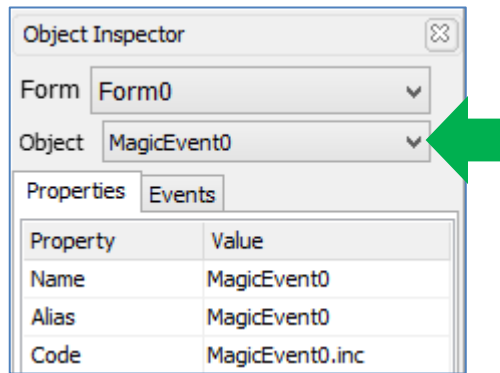 Object Inspector
Form Form0
Object MagicEvent0
Properties Events
Property Value
Name MagicEvent0
Alias MagicEvent0
Code MagicEvent0.inc